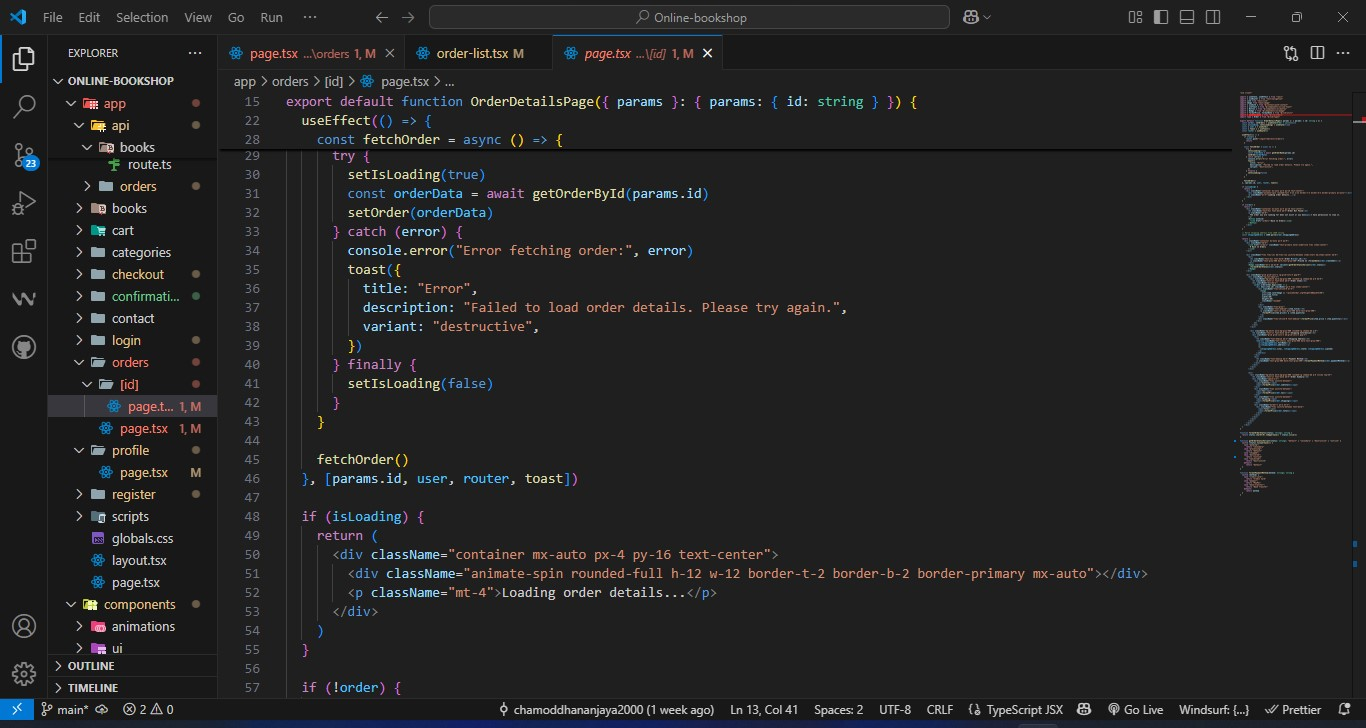 File Edit Selection View Go Run ··· Online-bookshop
EXPLORER ···
page.tsx ...\orders 1, M
order-list.tsx M
page.tsx ...\[id] 1, M
ONLINE-BOOKSHOP
app
api
books
route.ts
orders
books
cart
categories
checkout
confirmati...
contact
login
orders
[id]
page.t... 1, M
page.tsx 1, M
profile
page.tsx M
register
scripts
globals.css
layout.tsx
page.tsx
components
animations
ui
OUTLINE
TIMELINE
23
app > orders > [id] > page.tsx > ...
15 export default function OrderDetailsPage({ params }: { params: { id: string } }) {
22 useEffect(() => {
28 const fetchOrder = async () => {
29 try {
30 setIsLoading(true)
31 const orderData = await getOrderById(params.id)
32 setOrder(orderData)
33 } catch (error) {
34 console.error("Error fetching order:", error)
35 toast({
36 title: "Error",
37 description: "Failed to load order details. Please try again.",
38 variant: "destructive",
39 })
40 } finally {
41 setIsLoading(false)
42 }
43 }
44
45 fetchOrder()
46 }, [params.id, user, router, toast])
47
48 if (isLoading) {
49 return (
50 <div className="container mx-auto px-4 py-16 text-center">
51 <div className="animate-spin rounded-full h-12 w-12 border-t-2 border-b-2 border-primary mx-auto"></div>
52 <p className="mt-4">Loading order details...</p>
53 </div>
54 )
55 }
56
57 if (!order) {
main* 2 0 chamoddhananjaya2000 (1 week ago) Ln 13, Col 41 Spaces: 2 UTF-8 CRLF {} TypeScript JSX Go Live Windsurf: {...} Prettier